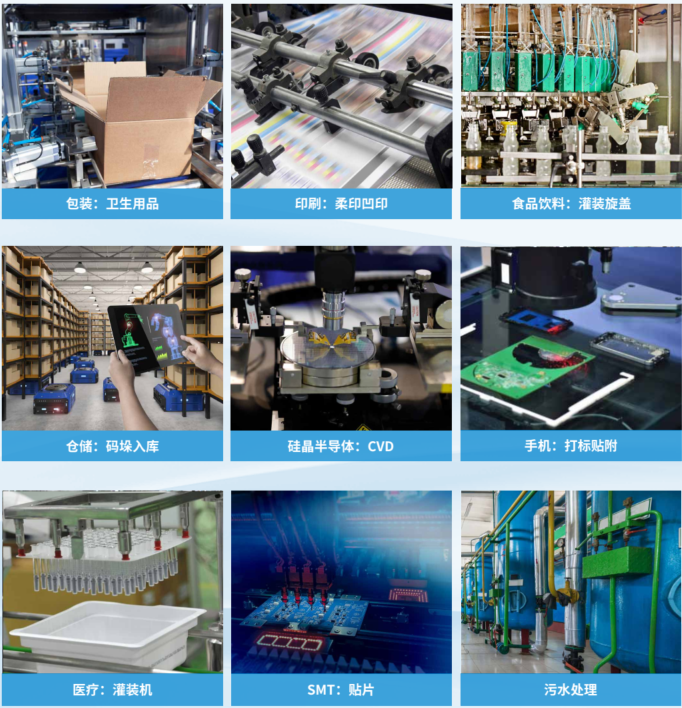 包装：卫生用品
印刷：柔印凹印
食品饮料：灌装旋盖
仓储：码垛入库
硅晶半导体：CVD
手机：打标贴附
医疗：灌装机
SMT：贴片
污水处理